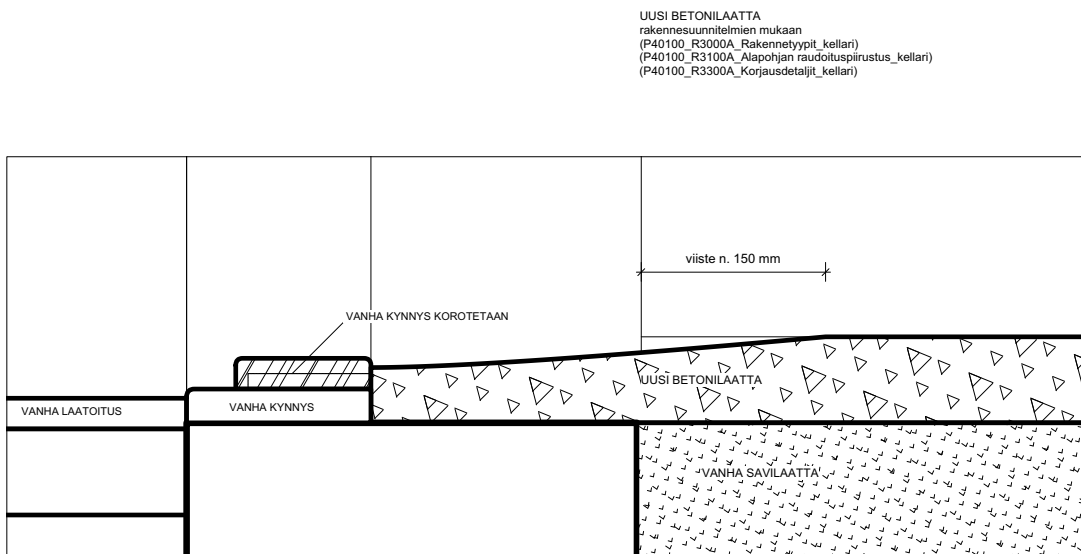 UUSI BETONILAATTA
rakennesuunnitelmien mukaan
(P40100_R3000A_Rakennetyypit_kellari)
(P40100_R3100A_Alapohjan raudoituspiirustus_kellari)
(P40100_R3300A_Korjausdetaljit_kellari)
viiste n. 150 mm
VANHA KYNNYS KOROTETAAN
UUSI BETONILAATTA
VANHA LAATOITUS
VANHA KYNNYS
VANHA SAVILAATTA